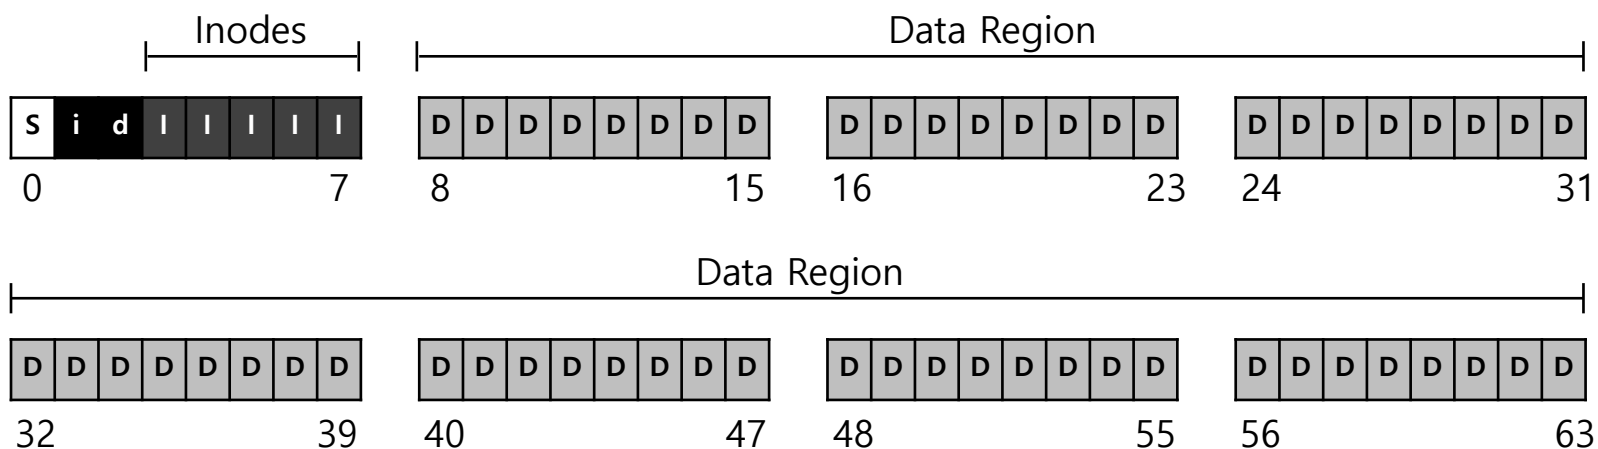 Inodes Data Region
S i d I I I I I D D D D D D D D D D D D D D D D D D D D D D D D
0 7 8 15 16 23 24 31
Data Region
D D D D D D D D D D D D D D D D D D D D D D D D D D D D D D D D
32 39 40 47 48 55 56 63